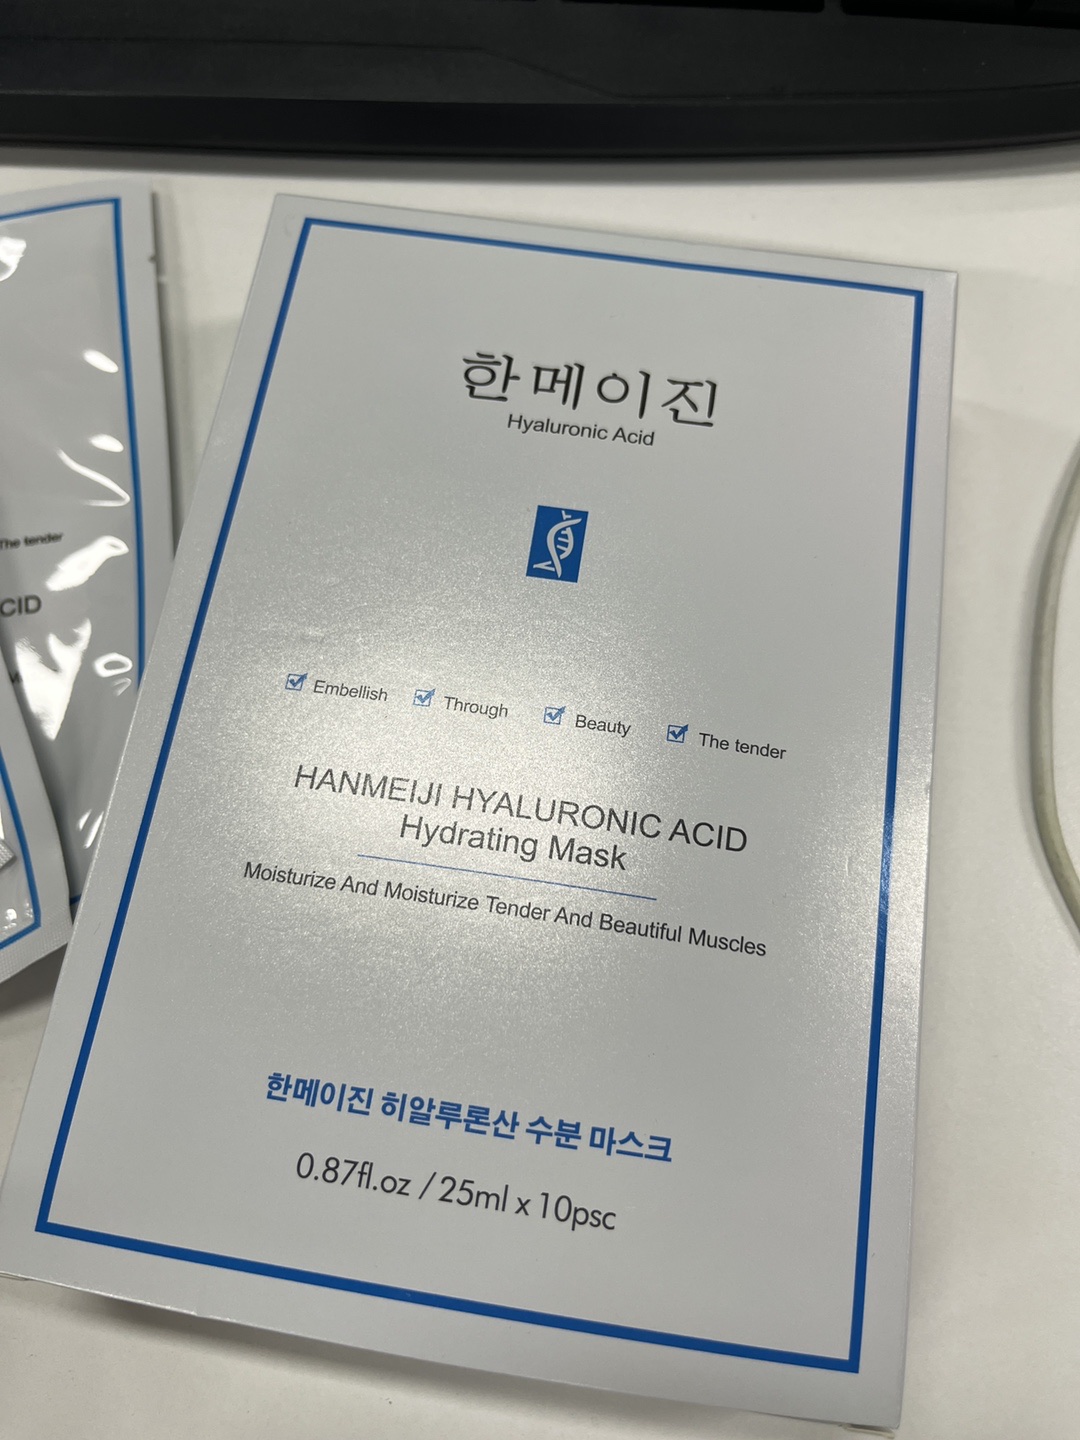 한메이진
Hyaluronic Acid
Embellish Through Beauty The tender
HANMEIJI HYALURONIC ACID
Hydrating Mask
Moisturize And Moisturize Tender And Beautiful Muscles
한메이진 히알루론산 수분 마스크
0.87fl.oz / 25ml x 10psc
The tender
CID